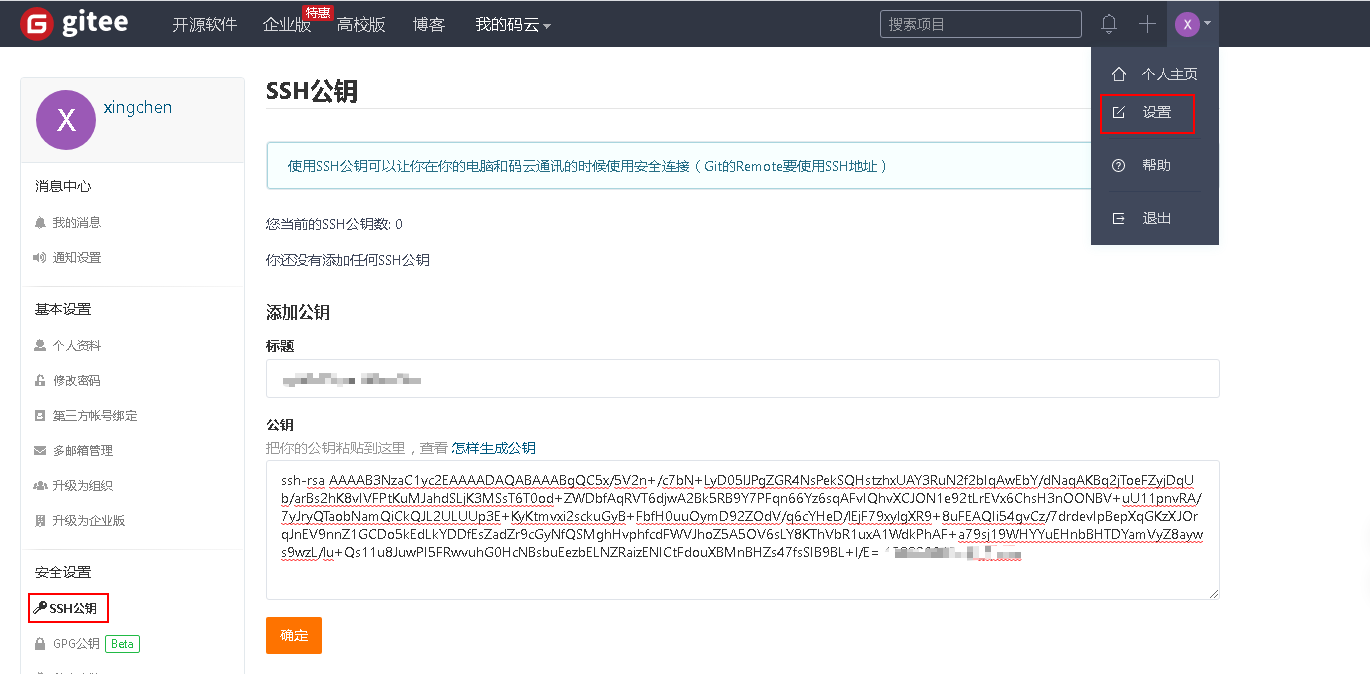 gitee
开源软件 企业版 特惠 高校版 博客 我的码云 搜索项目 X
个人主页
设置
帮助
退出
X xingchen
消息中心
我的消息
通知设置
基本设置
个人资料
修改密码
第三方帐号绑定
多邮箱管理
升级为组织
升级为企业版
安全设置
SSH公钥
GPG公钥 Beta
SSH公钥
使用SSH公钥可以让你在你的电脑和码云通讯的时候使用安全连接（Git的Remote要使用SSH地址）
您当前的SSH公钥数: 0
你还没有添加任何SSH公钥
添加公钥
标题
公钥
把你的公钥粘贴到这里，查看 怎样生成公钥
ssh-rsa AAAAB3NzaC1yc2EAAAADAQABAAABgQC5x/5V2n+/c7bN+LyD05IJPgZGR4NsPekSQHstzhxUAY3RuN2f2bIqAwEbY/dNaqAKBq2jToeFZyjDqU
b/arBs2hK8vlVFPtKuMJahdSLjK3MSsT6T0od+ZWDbfAqRVT6djwA2Bk5RB9Y7PFqn66Yz6sqAFvIQhvXCJON1e92tLrEVx6ChsH3nOONBV+uU11pnvRA/
7yJryQTaobNamQiCkQJL2ULUUp3E+KyKtmvxi2sckuGyB+FbfH0uuOymD92ZOdV/q6cYHeD/lEjF79xylgXR9+8uFEAQli54gvCz/7drdevIpBepXqGKzXJOr
qJnEV9nnZ1GCDo5kEdLkYDDfEsZadZr9cGyNfQSMghHvphfcdFWVJhoZ5A5OV6sLY8KThVbR1uxA1WdkPhAF+a79sj19WHYYuEHnbBHTDYamVyZ8ayw
s9wzL/lu+Qs11u8JuwPl5FRwvuhG0HcNBsbuEezbELNZRaizENICtFdouXBMnBHZs47fsSIB9BL+I/E=
确定